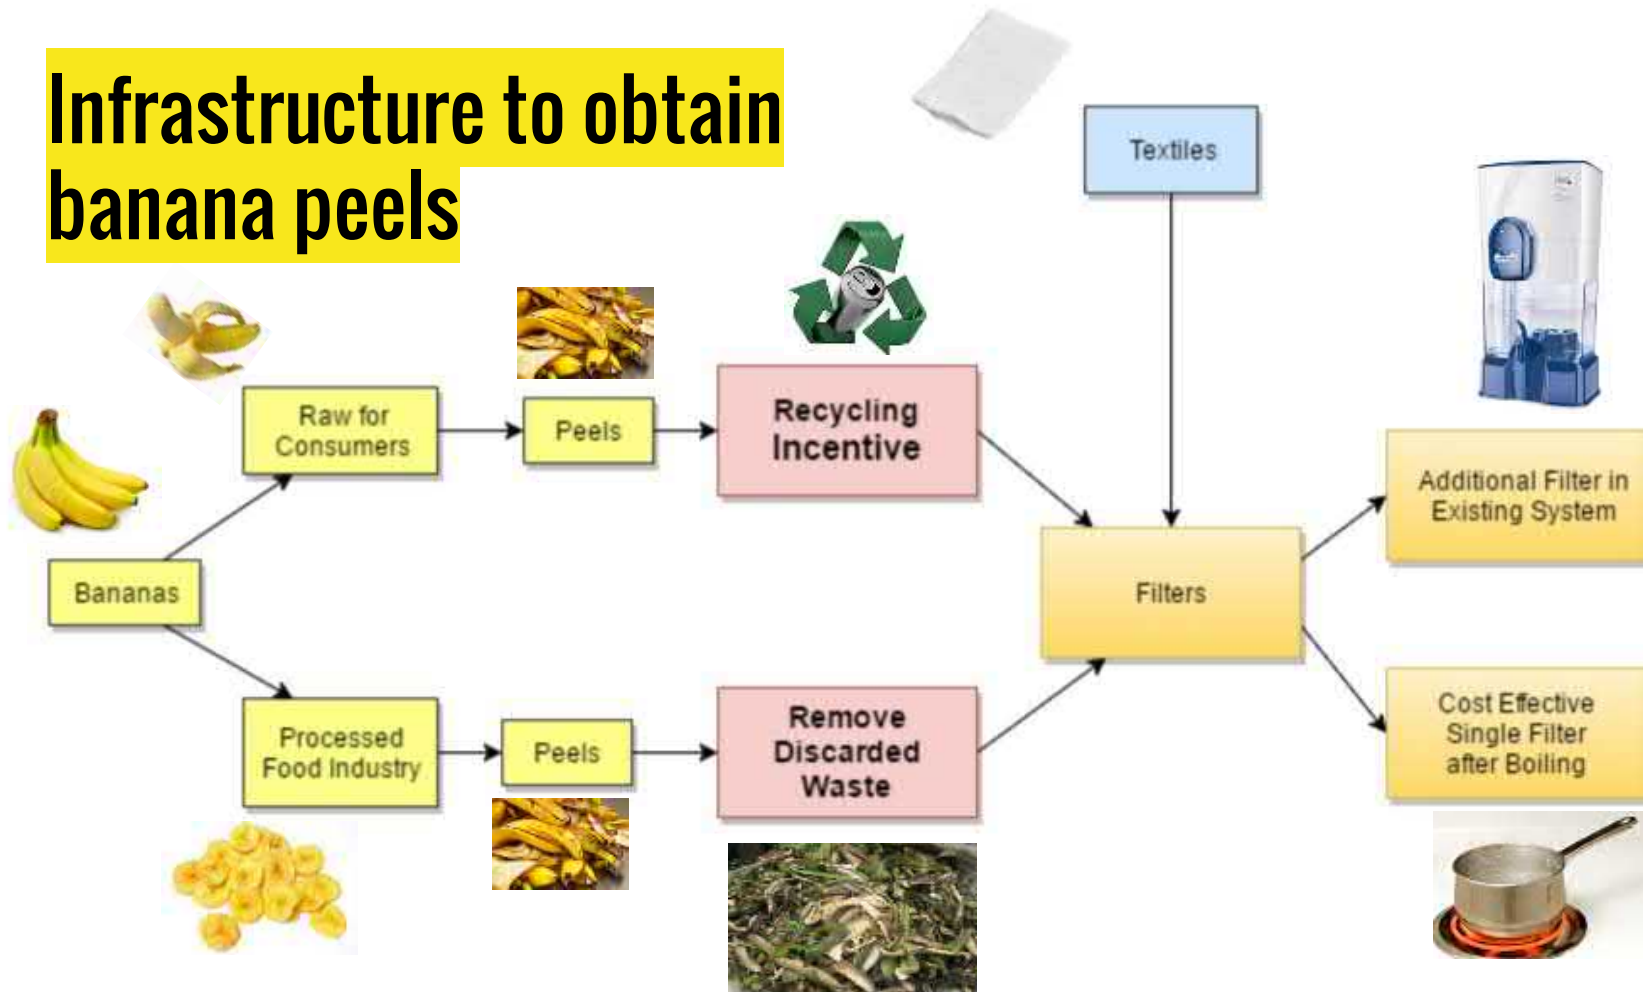 Infrastructure to obtain
banana peels
Textiles
Raw for
Consumers
Peels
Recycling
Incentive
Additional Filter in
Existing System
Bananas
Filters
Processed
Food Industry
Peels
Remove
Discarded
Waste
Cost Effective
Single Filter
after Boiling